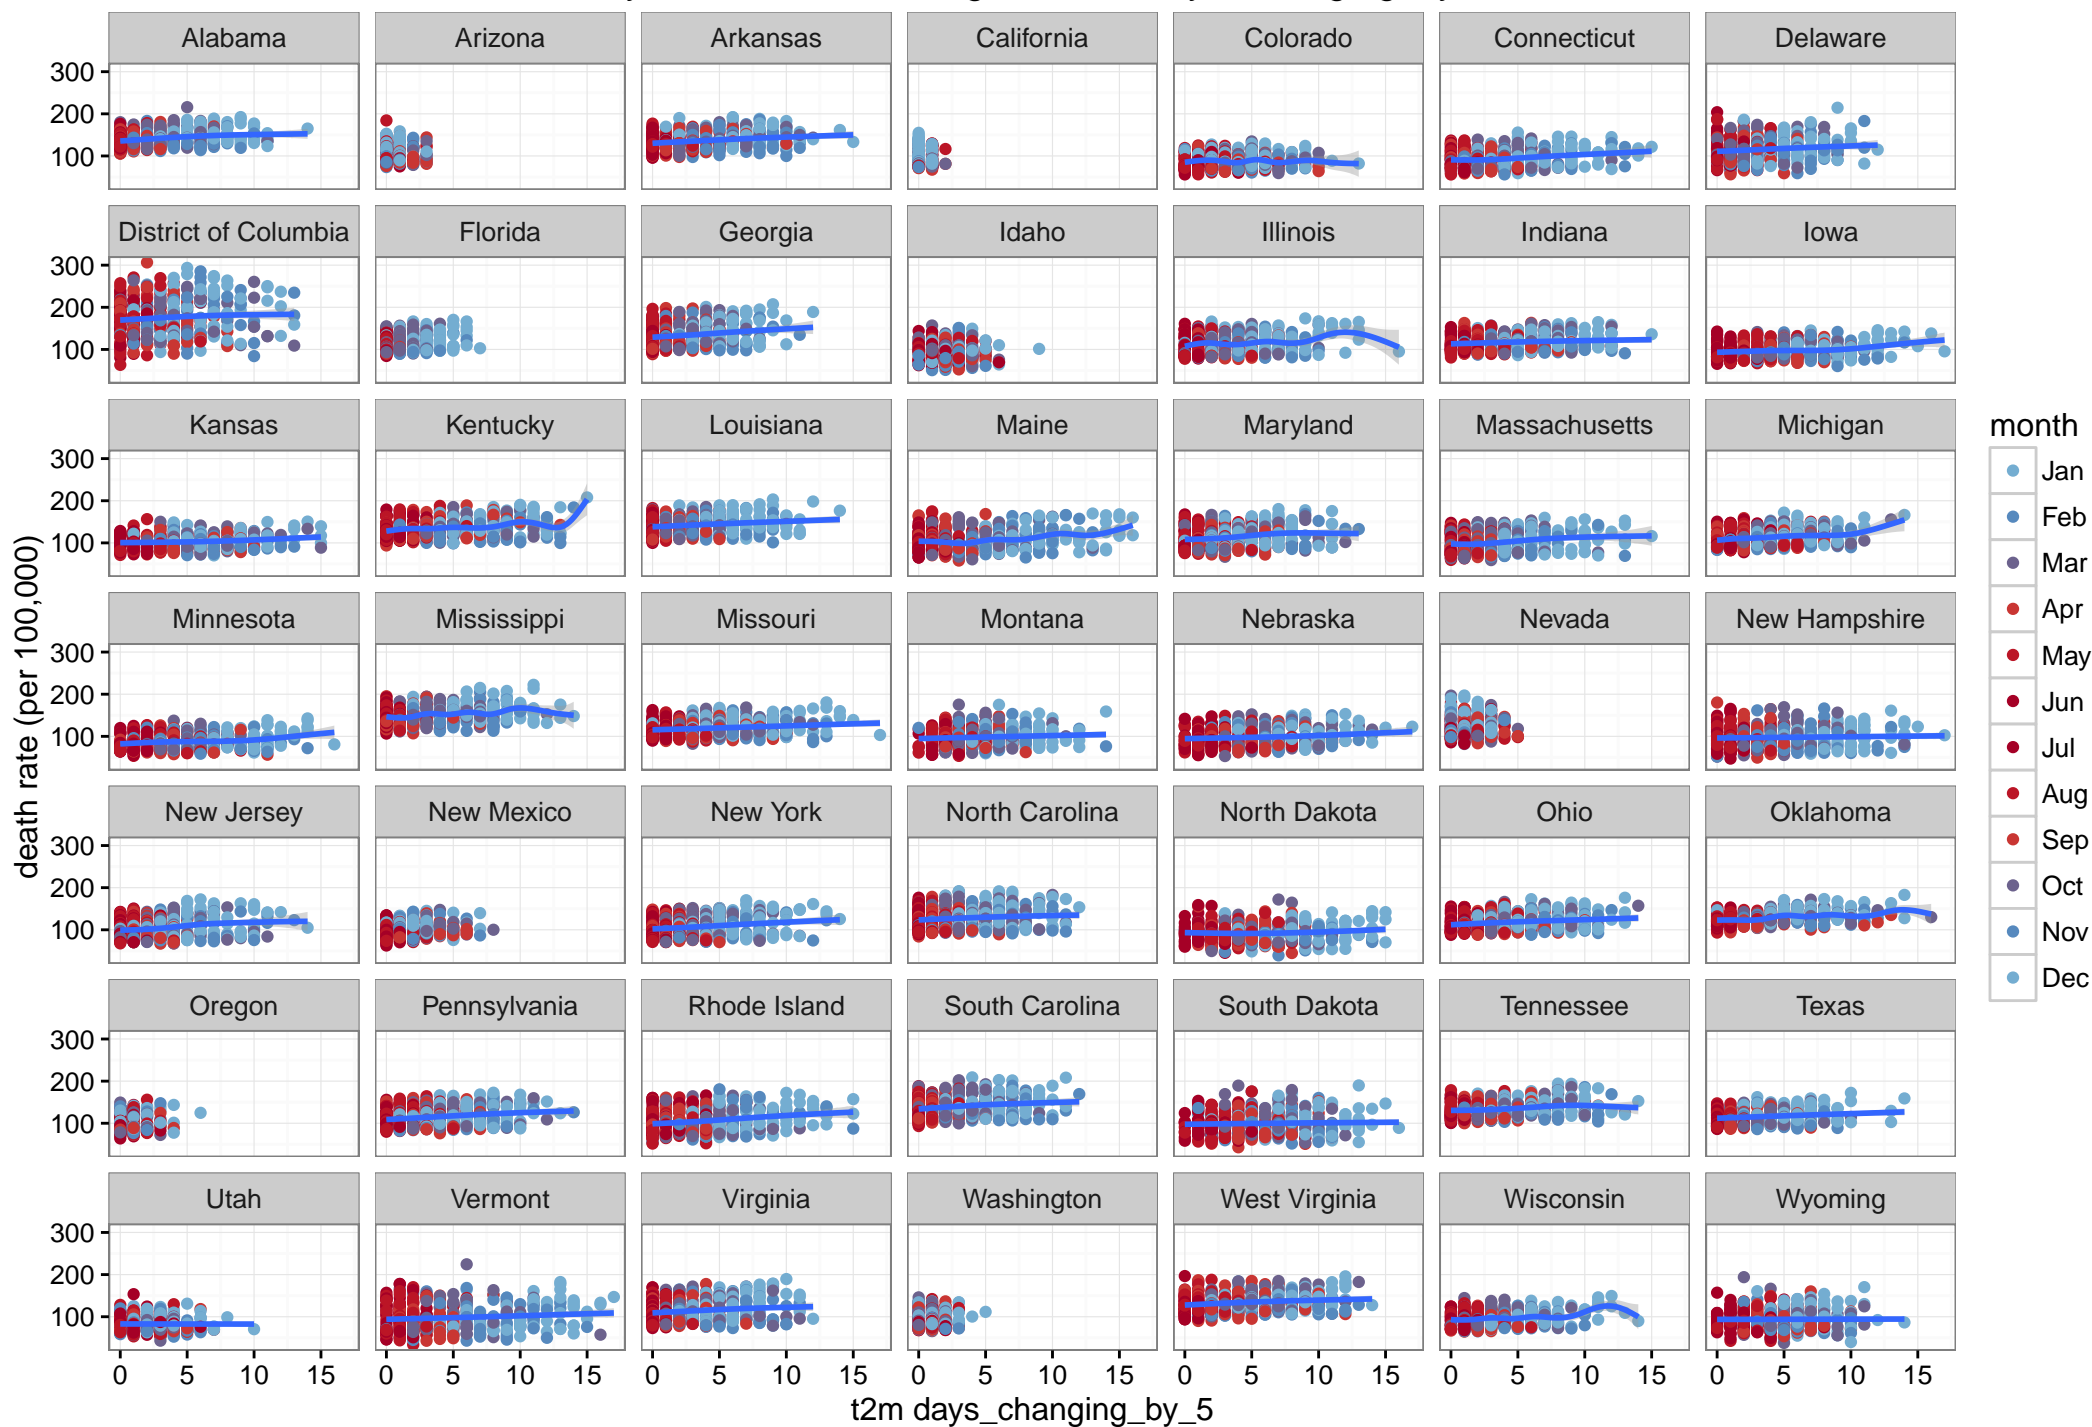 Alabama Arizona Arkansas California Colorado Connecticut Delaware
300
200
100
District of Columbia Florida Georgia Idaho Illinois Indiana Iowa
300
200
100
Kansas Kentucky Louisiana Maine Maryland Massachusetts Michigan
300
200
100
Minnesota Mississippi Missouri Montana Nebraska Nevada New Hampshire
300
200
100
New Jersey New Mexico New York North Carolina North Dakota Ohio Oklahoma
300
200
100
Oregon Pennsylvania Rhode Island South Carolina South Dakota Tennessee Texas
300
200
100
Utah Vermont Virginia Washington West Virginia Wisconsin Wyoming
300
200
100
0 5 10 15 0 5 10 15 0 5 10 15 0 5 10 15 0 5 10 15 0 5 10 15 0 5 10 15
t2m days_changing_by_5
death rate (per 100,000)
month
Jan
Feb
Mar
Apr
May
Jun
Jul
Aug
Sep
Oct
Nov
Dec